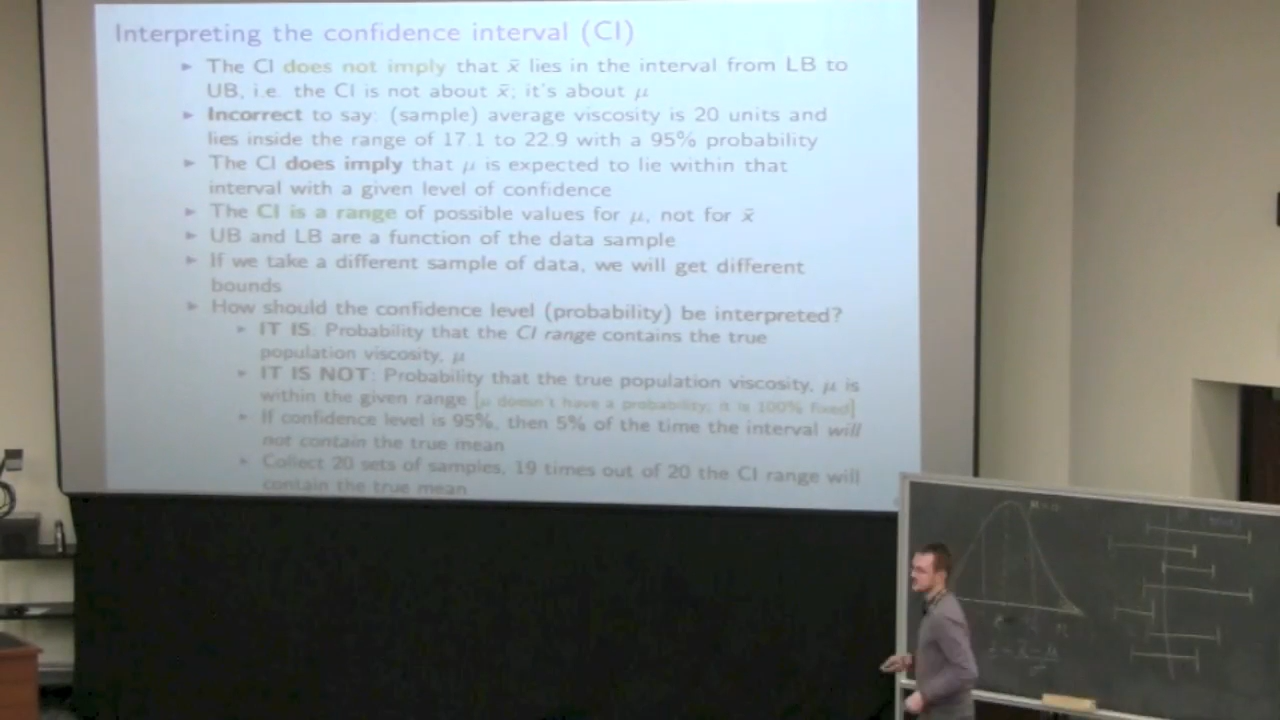 Interpreting the confidence interval (CI)
► The CI does not imply that x̄ lies in the interval from LB to
UB, i.e. the CI is not about x̄; it's about μ
► Incorrect to say: (sample) average viscosity is 20 units and
lies inside the range of 17.1 to 22.9 with a 95% probability
► The CI does imply that μ is expected to lie within that
interval with a given level of confidence
► The CI is a range of possible values for μ, not for x̄
► UB and LB are a function of the data sample
► If we take a different sample of data, we will get different
bounds
► How should the confidence level (probability) be interpreted?
► IT IS: Probability that the CI range contains the true
population viscosity, μ
► IT IS NOT: Probability that the true population viscosity, μ is
within the given range [μ doesn't have a probability; it is 100% fixed]
► If confidence level is 95%, then 5% of the time the interval will
not contain the true mean
► Collect 20 sets of samples, 19 times out of 20 the CI range will
contain the true mean